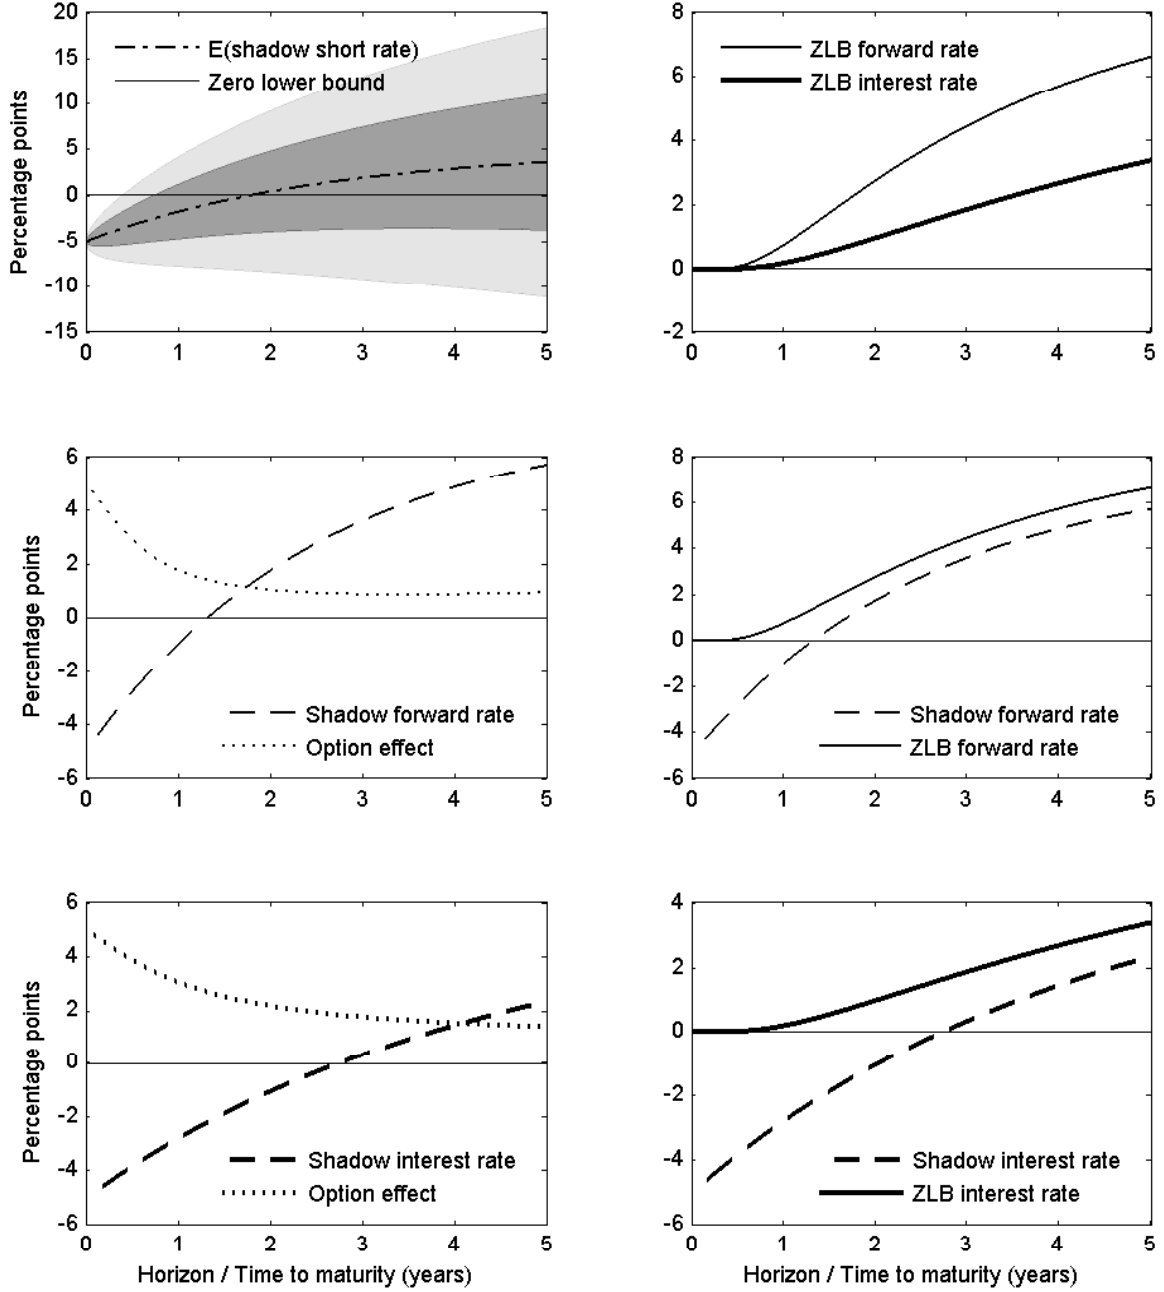 20
15
10
5
0
-5
-10
-15
Percentage points
E(shadow short rate)
Zero lower bound
0 1 2 3 4 5
8
6
4
2
0
-2
ZLB forward rate
ZLB interest rate
0 1 2 3 4 5
6
4
2
0
-2
-4
-6
Percentage points
Shadow forward rate
Option effect
0 1 2 3 4 5
8
6
4
2
0
-2
-4
-6
Shadow forward rate
ZLB forward rate
0 1 2 3 4 5
6
4
2
0
-2
-4
-6
Percentage points
Shadow interest rate
Option effect
0 1 2 3 4 5
Horizon / Time to maturity (years)
4
2
0
-2
-4
-6
Shadow interest rate
ZLB interest rate
0 1 2 3 4 5
Horizon / Time to maturity (years)